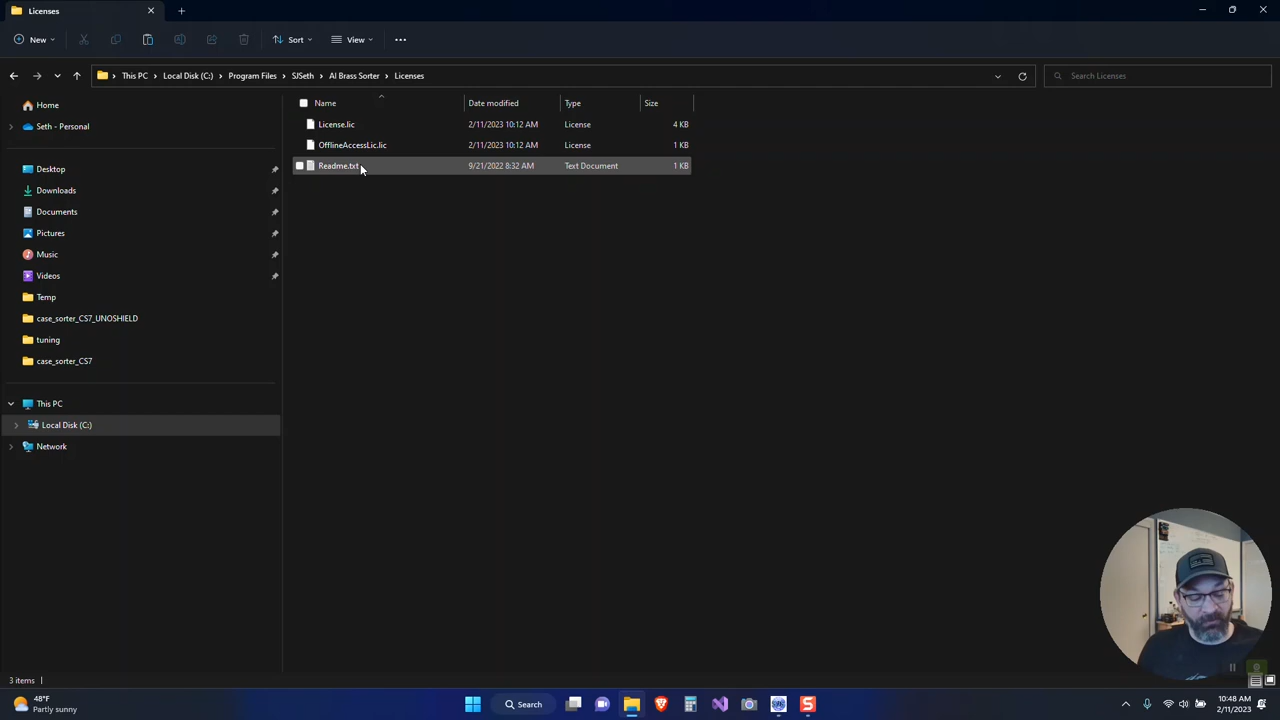 Licenses
New
Sort
View
This PC
Local Disk (C:)
Program Files
SJSeth
AI Brass Sorter
Licenses
Search Licenses
Name
Date modified
Type
Size
License.lic
2/11/2023 10:12 AM
License
4 KB
OfflineAccessLic.lic
2/11/2023 10:12 AM
License
1 KB
Readme.txt
9/21/2022 8:32 AM
Text Document
1 KB
Home
Seth - Personal
Desktop
Downloads
Documents
Pictures
Music
Videos
Temp
case_sorter_CS7_UNOSHIELD
tuning
case_sorter_CS7
This PC
Local Disk (C:)
Network
3 items
48°F
Partly sunny
Search
10:48 AM
2/11/2023